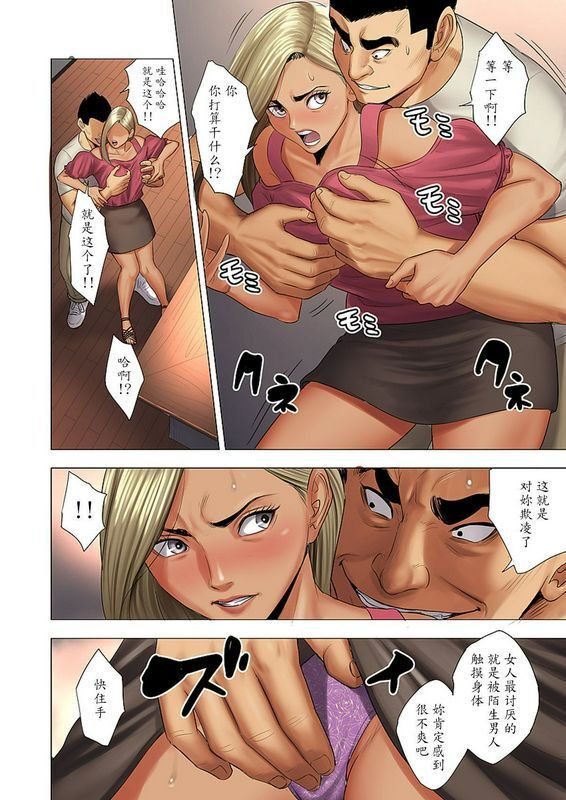 等
等一下啊!!
你
你打算干什么!?
モミ
モミ
モミ
モミ
クネ
クネ
哇哈哈哈
就是这个!!
就是这个了!!
哈啊!?
这就是
对妳欺凌了
!!
女人最讨厌的
就是被陌生男人
触摸身体
妳肯定感到
很不爽吧
快住手